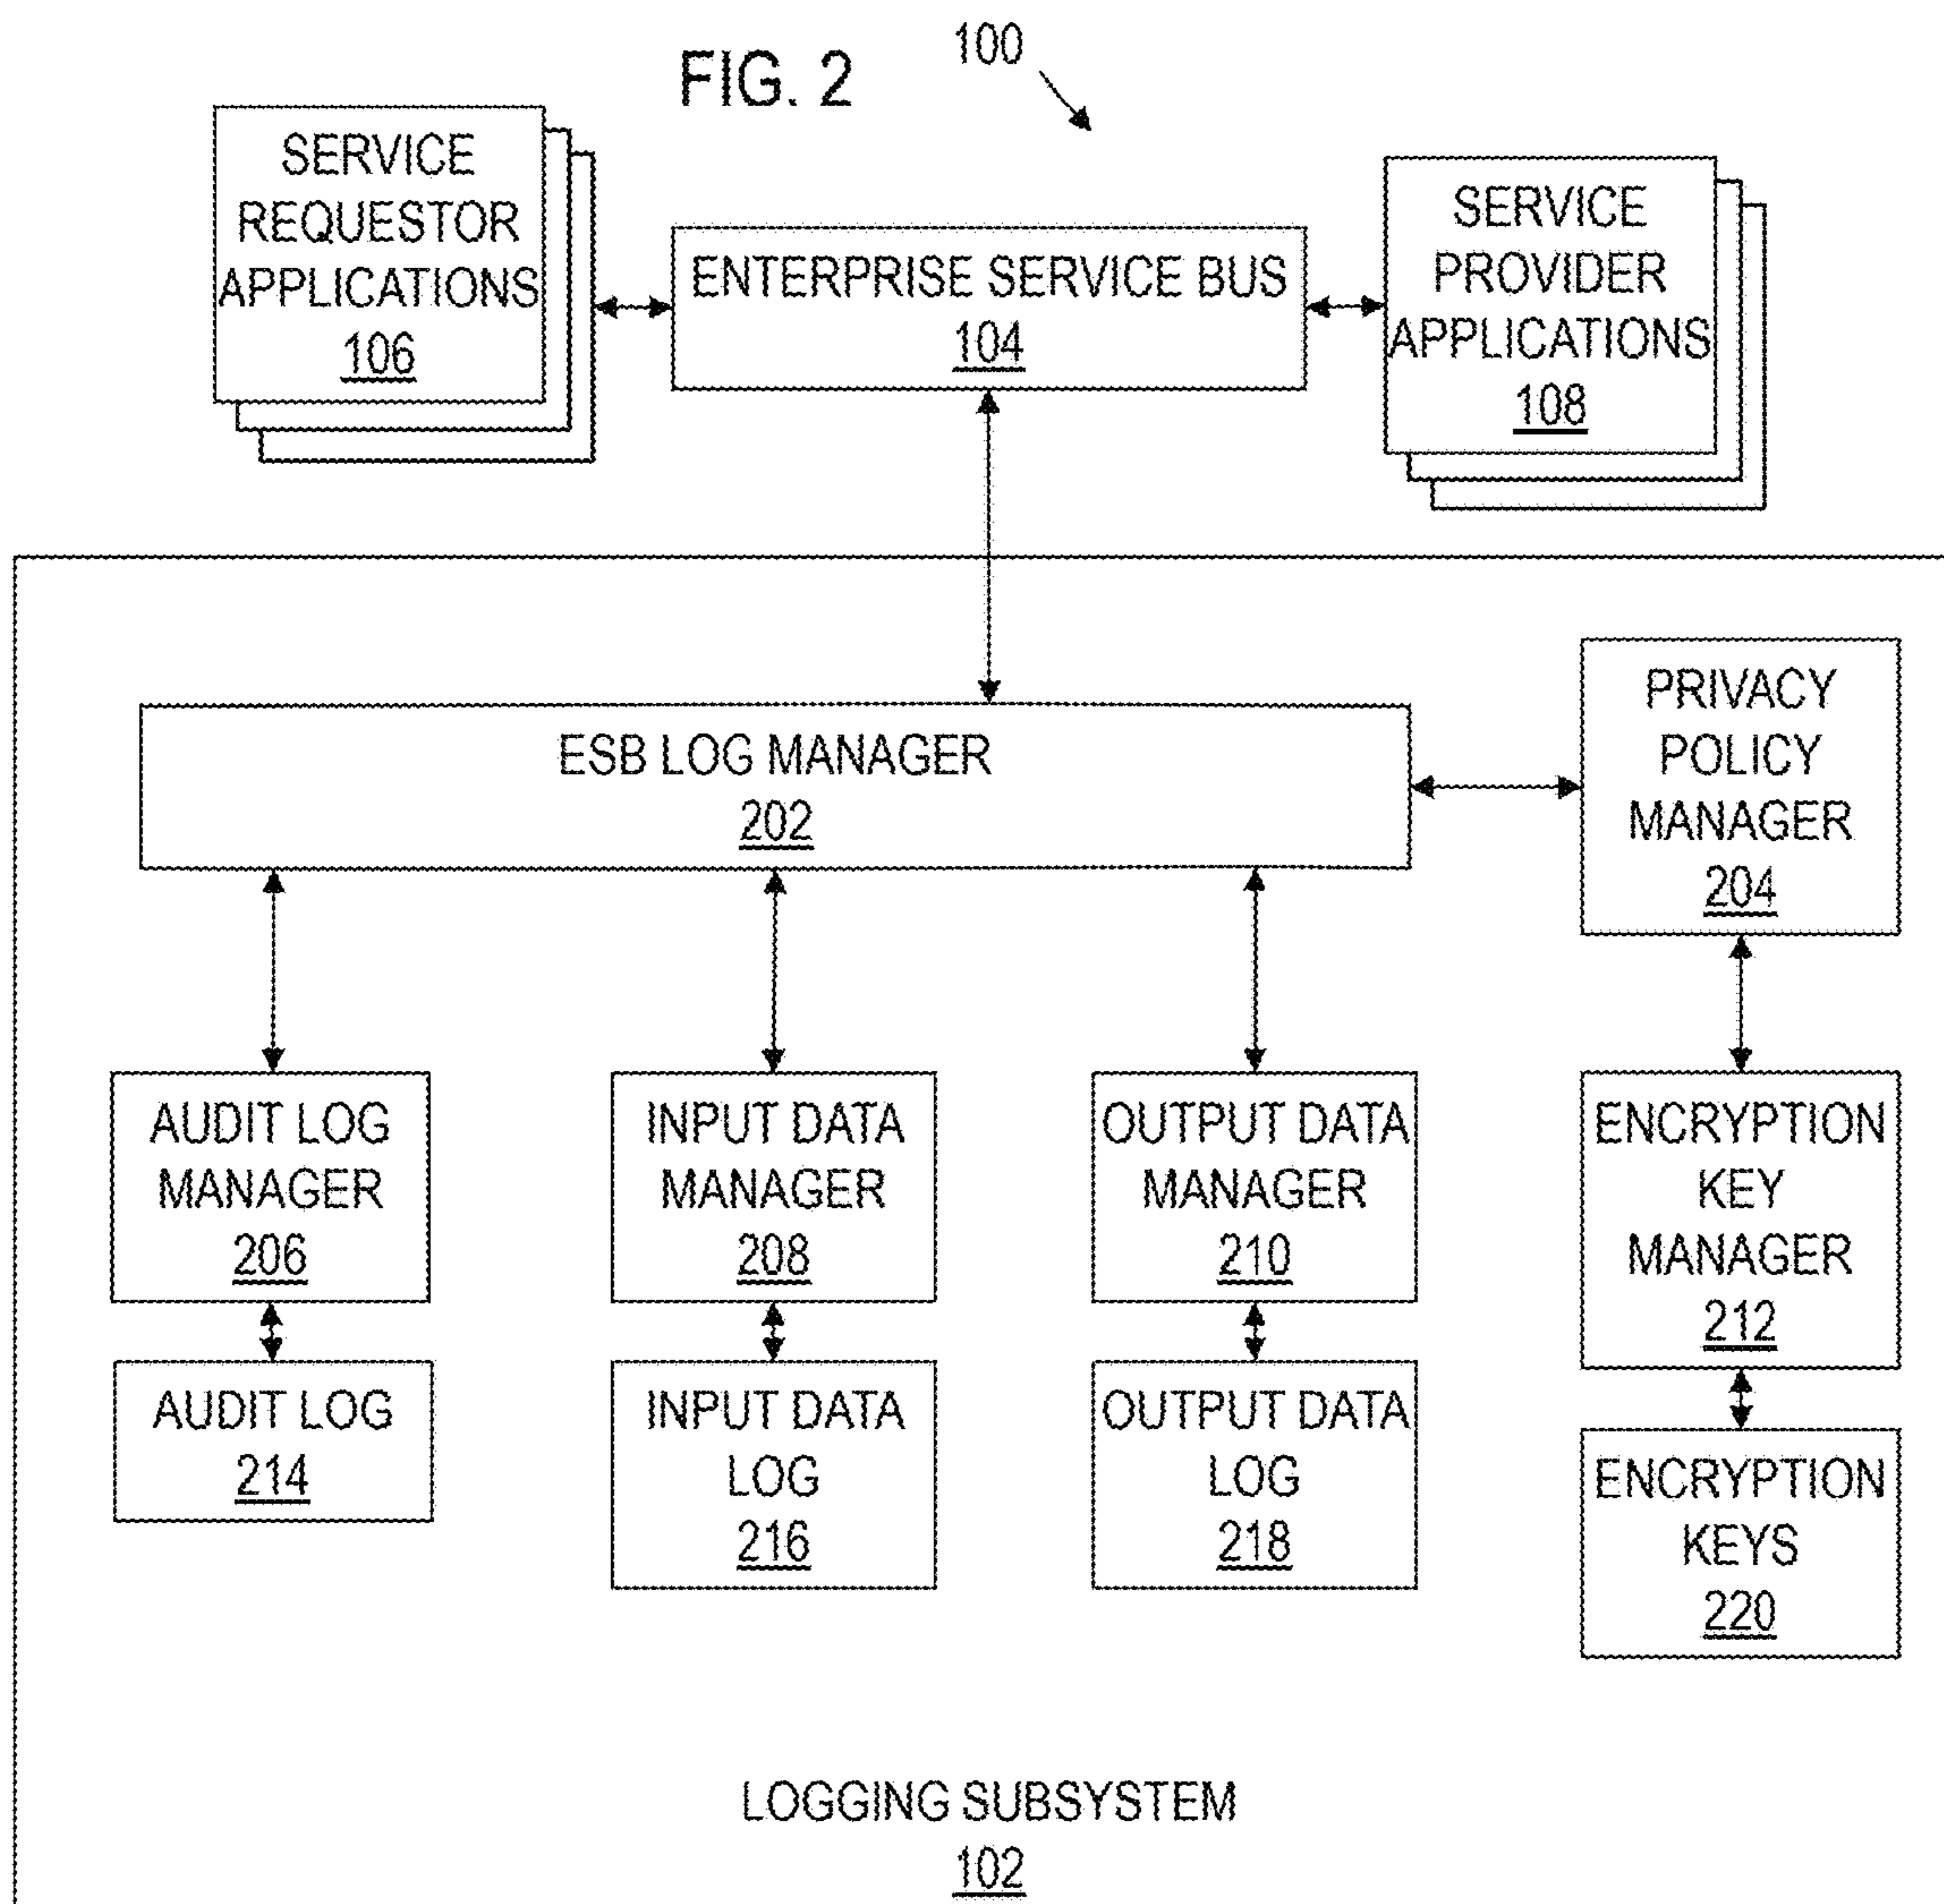 FIG. 2
100
SERVICE
REQUESTOR
APPLICATIONS
106
ENTERPRISE SERVICE BUS
104
SERVICE
PROVIDER
APPLICATIONS
108
ESB LOG MANAGER
202
PRIVACY
POLICY
MANAGER
204
AUDIT LOG
MANAGER
206
INPUT DATA
MANAGER
208
OUTPUT DATA
MANAGER
210
ENCRYPTION
KEY
MANAGER
212
AUDIT LOG
214
INPUT DATA
LOG
216
OUTPUT DATA
LOG
218
ENCRYPTION
KEYS
220
LOGGING SUBSYSTEM
102